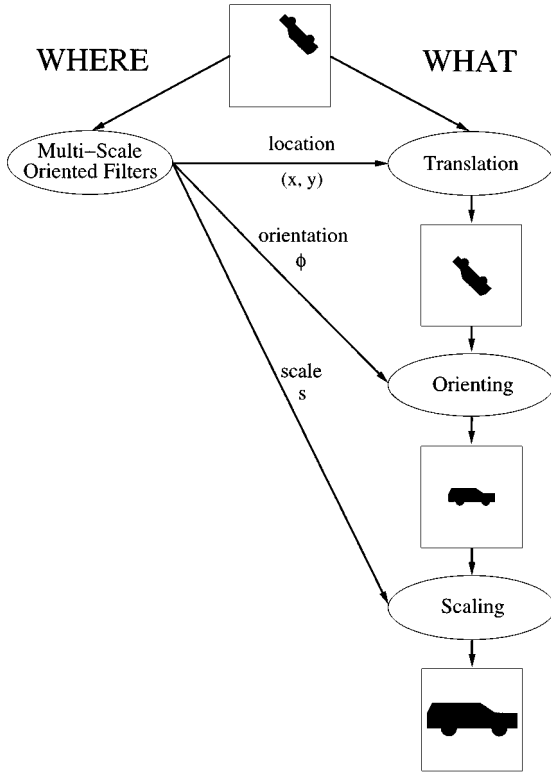 WHERE
WHAT
Multi−Scale
Oriented Filters
location
(x, y)
Translation
orientation
ϕ
Orienting
scale
s
Scaling